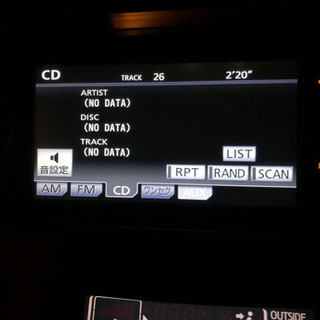 CD TRACK 26 2'20"
ARTIST
(NO DATA)
DISC
(NO DATA)
TRACK
(NO DATA)
LIST
音設定
RPT RAND SCAN
AM FM CD ワンセグ AUX
OUTSIDE